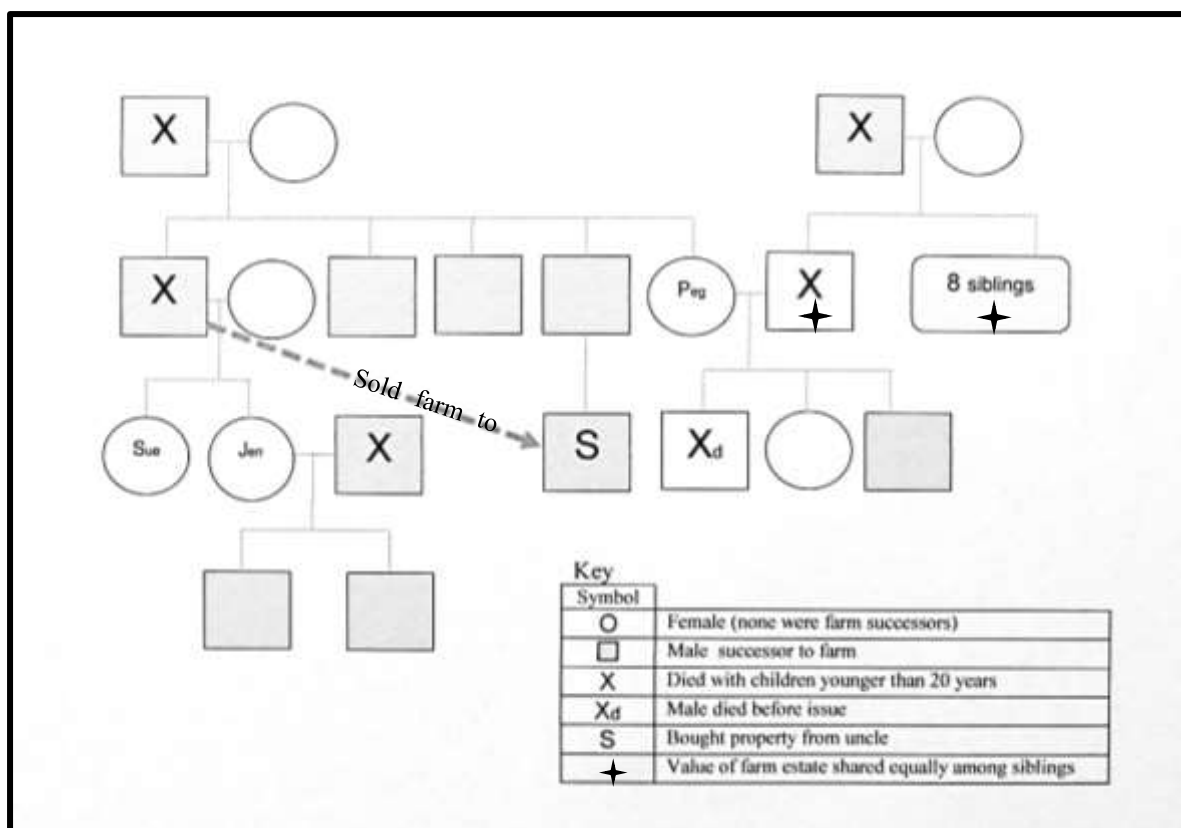 X
X
X
Peg
X
8 siblings
Sold farm to
Sue
Jen
X
S
Xd
Key
Symbol
Female (none were farm successors)
Male successor to farm
X
Died with children younger than 20 years
Xd
Male died before issue
S
Bought property from uncle
Value of farm estate shared equally among siblings